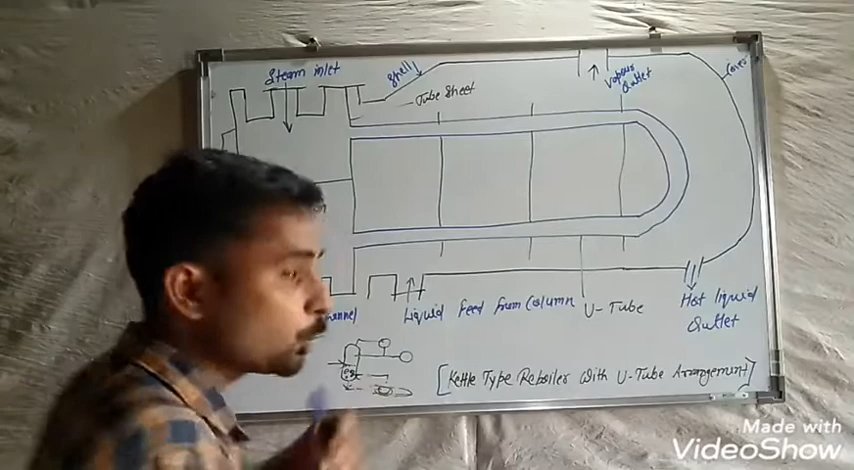 Steam inlet
Shell
Tube Sheet
Vapour
Outlet
Cover
Liquid Feed From Column
U-Tube
Hot liquid
Outlet
[Kettle Type Reboiler With U-Tube Arrangement]
Made With
VideoShow